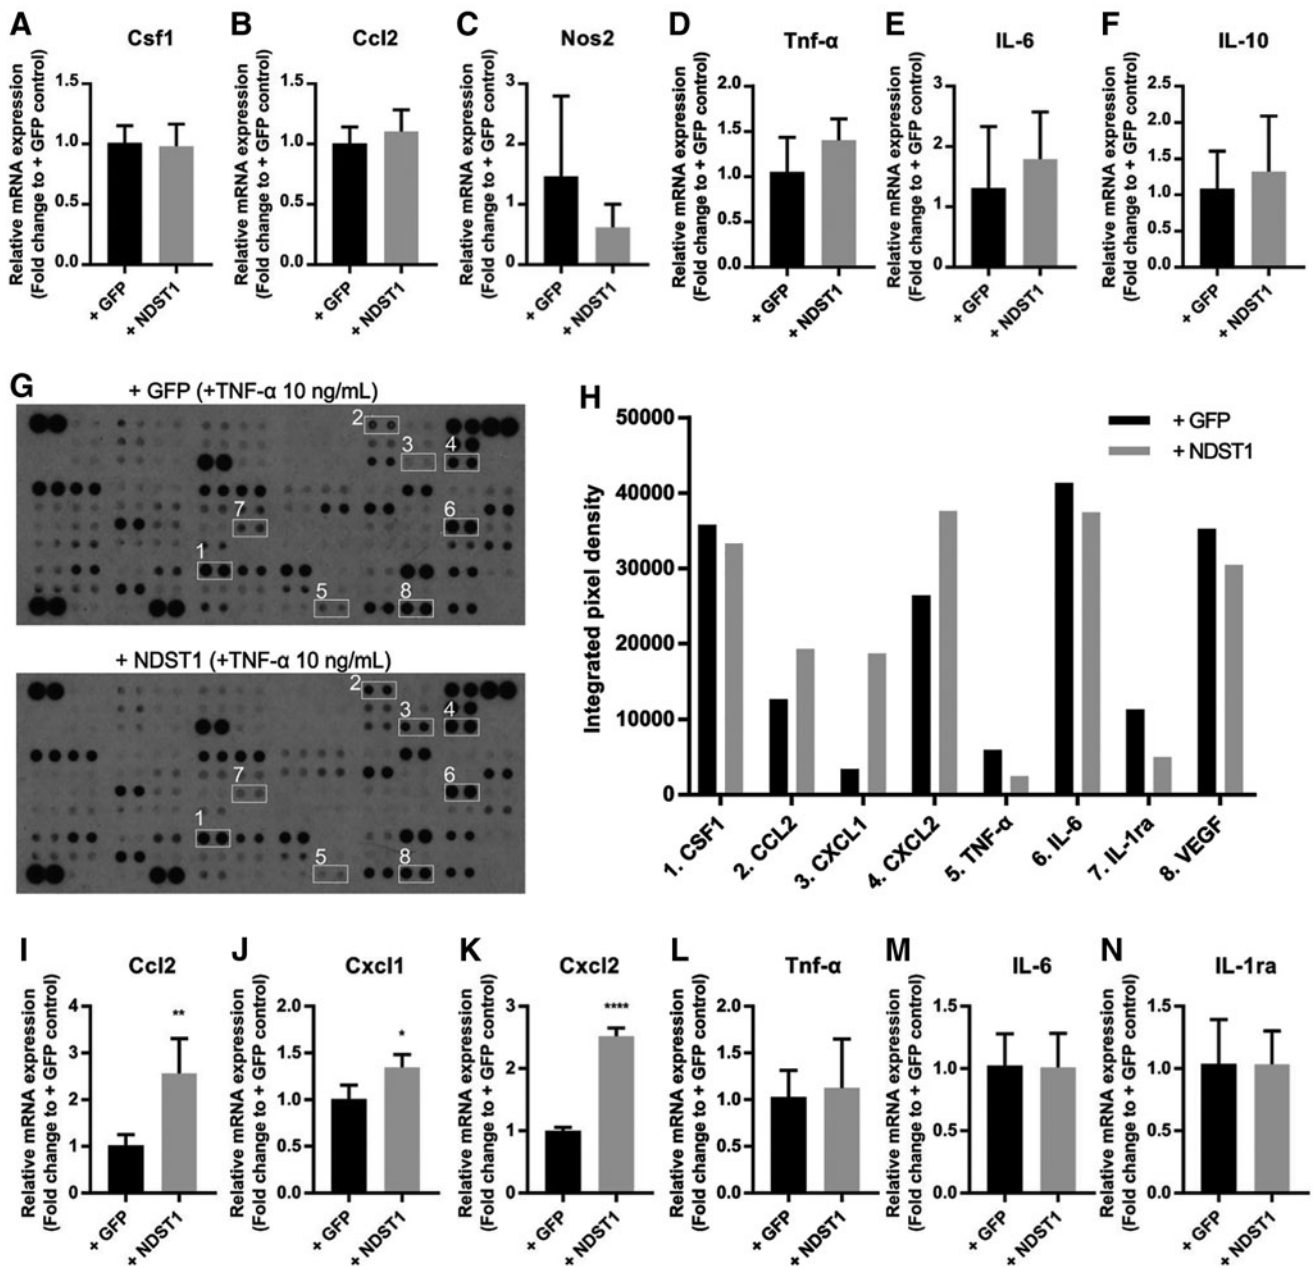 A
Csf1
Relative mRNA expression
(Fold change to + GFP control)
1.5
1.0
0.5
0.0
+ GFP
+ NDST1
B
Ccl2
Relative mRNA expression
(Fold change to + GFP control)
1.5
1.0
0.5
0.0
+ GFP
+ NDST1
C
Nos2
Relative mRNA expression
(Fold change to + GFP control)
3
2
1
0
+ GFP
+ NDST1
D
Tnf-α
Relative mRNA expression
(Fold change to + GFP control)
2.0
1.5
1.0
0.5
0.0
+ GFP
+ NDST1
E
IL-6
Relative mRNA expression
(Fold change to + GFP control)
3
2
1
0
+ GFP
+ NDST1
F
IL-10
Relative mRNA expression
(Fold change to + GFP control)
2.5
2.0
1.5
1.0
0.5
0.0
+ GFP
+ NDST1
G
+ GFP (+TNF-α 10 ng/mL)
2
3
4
7
6
1
5
8
+ NDST1 (+TNF-α 10 ng/mL)
2
3
4
7
6
1
5
8
H
Integrated pixel density
50000
40000
30000
20000
10000
0
+ GFP
+ NDST1
1. CSF1
2. CCL2
3. CXCL1
4. CXCL2
5. TNF-α
6. IL-6
7. IL-1ra
8. VEGF
I
Ccl2
Relative mRNA expression
(Fold change to + GFP control)
4
3
2
1
0
**
+ GFP
+ NDST1
J
Cxcl1
Relative mRNA expression
(Fold change to + GFP control)
2.0
1.5
1.0
0.5
0.0
*
+ GFP
+ NDST1
K
Cxcl2
Relative mRNA expression
(Fold change to + GFP control)
3
2
1
0
****
+ GFP
+ NDST1
L
Tnf-α
Relative mRNA expression
(Fold change to + GFP control)
2.0
1.5
1.0
0.5
0.0
+ GFP
+ NDST1
M
IL-6
Relative mRNA expression
(Fold change to + GFP control)
1.5
1.0
0.5
0.0
+ GFP
+ NDST1
N
IL-1ra
Relative mRNA expression
(Fold change to + GFP control)
1.5
1.0
0.5
0.0
+ GFP
+ NDST1